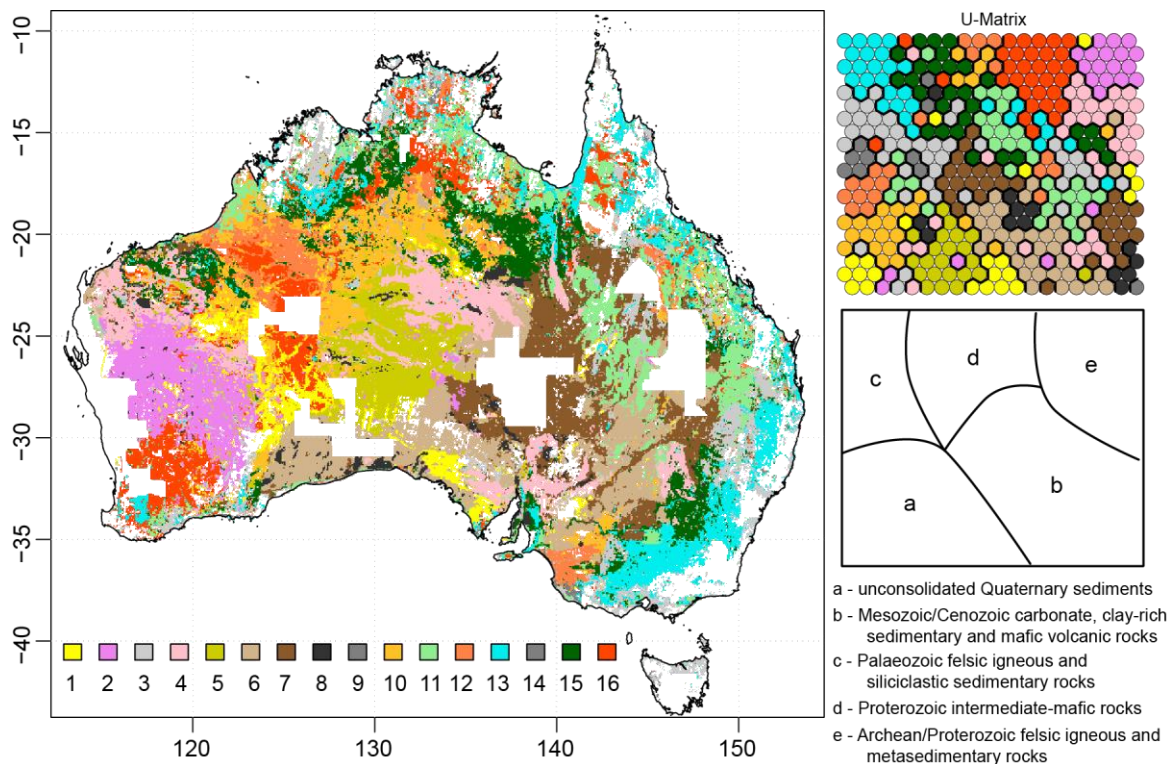 U-Matrix
−10
−15
−20
−25
−30
−35
−40
1 2 3 4 5 6 7 8 9 10 11 12 13 14 15 16
120 130 140 150
c d e
a b
a - unconsolidated Quaternary sediments
b - Mesozoic/Cenozoic carbonate, clay-rich
sedimentary and mafic volcanic rocks
c - Palaeozoic felsic igneous and
siliciclastic sedimentary rocks
d - Proterozoic intermediate-mafic rocks
e - Archean/Proterozoic felsic igneous and
metasedimentary rocks